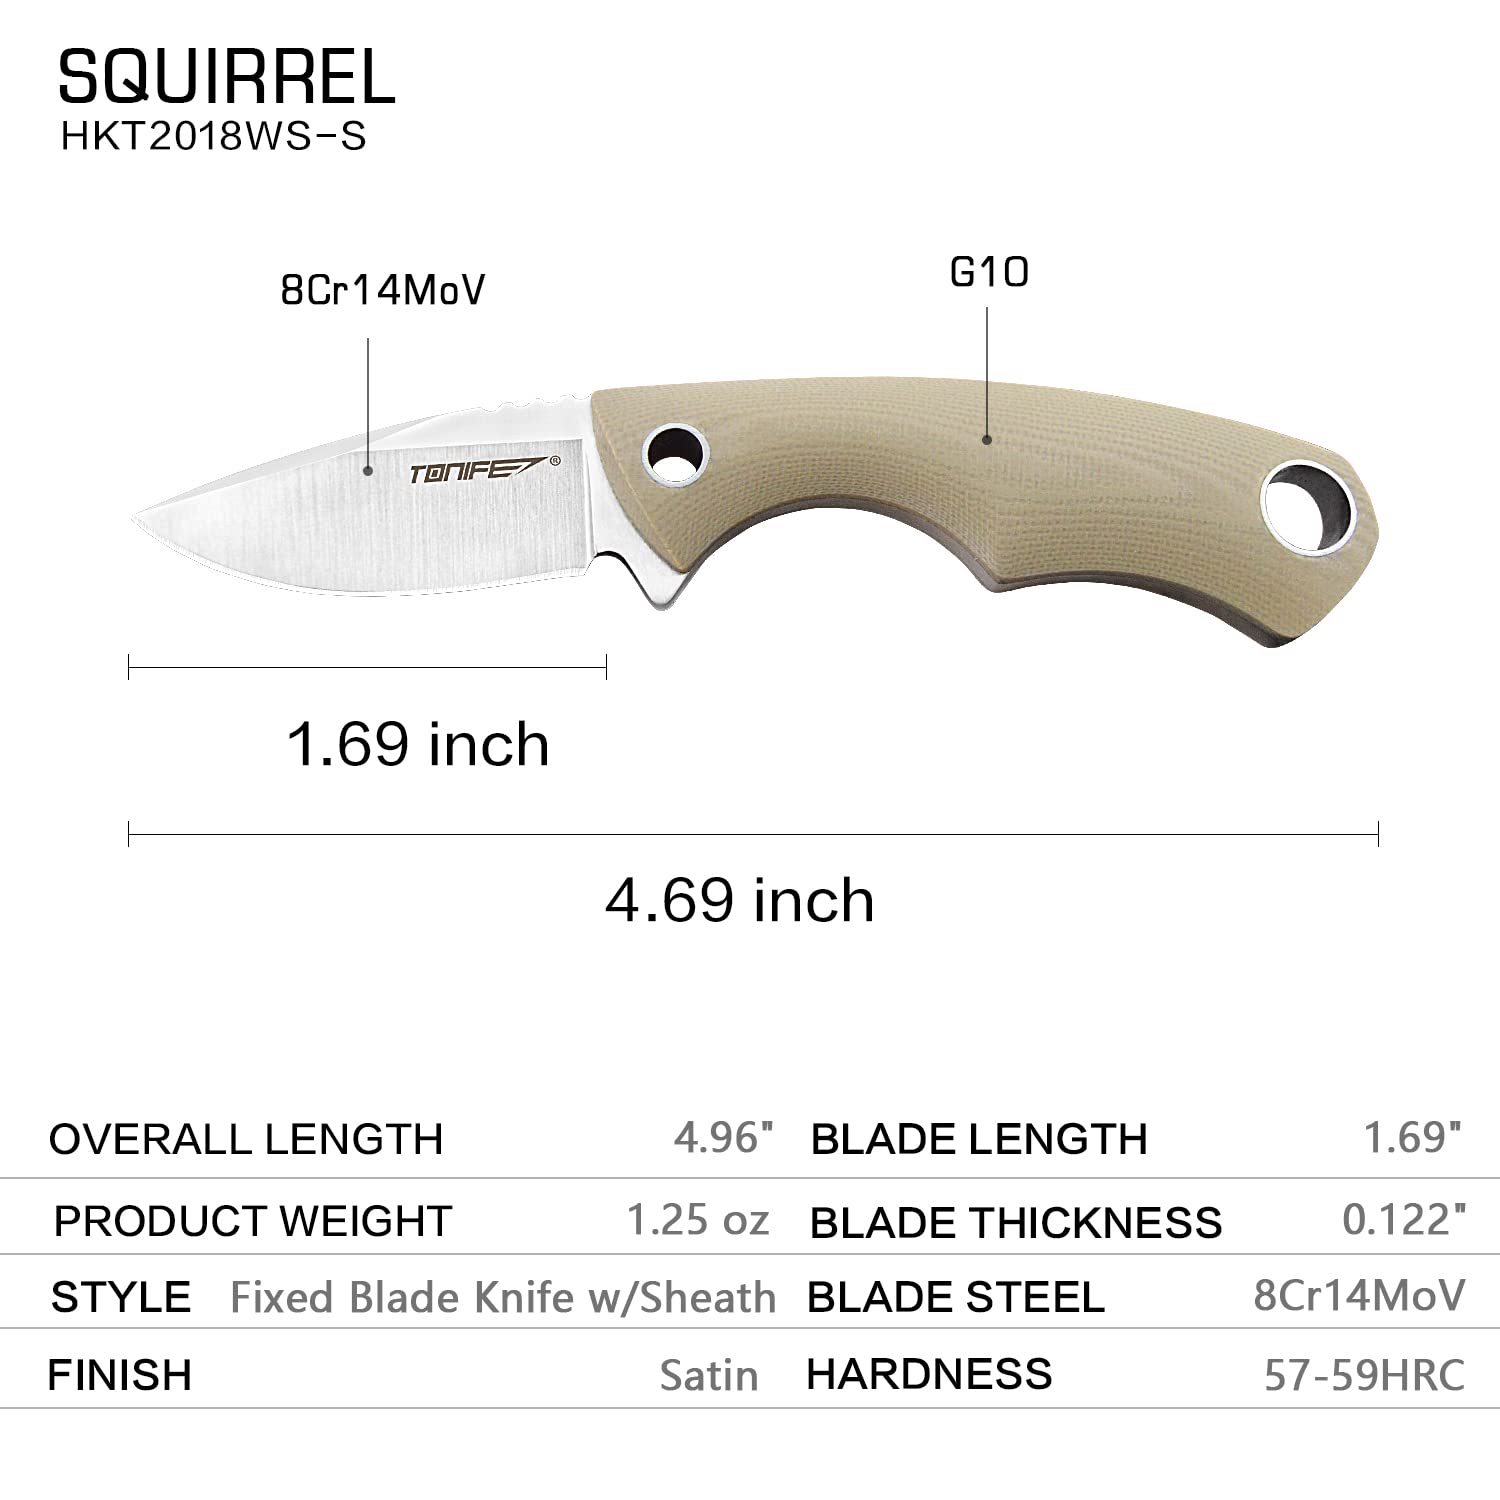 SQUIRREL
HKT2018WS-S
8Cr14MoV
G10
TONIFE®
1.69 inch
4.69 inch
OVERALL LENGTH 4.96" BLADE LENGTH 1.69"
PRODUCT WEIGHT 1.25 oz BLADE THICKNESS 0.122"
STYLE Fixed Blade Knife w/Sheath BLADE STEEL 8Cr14MoV
FINISH Satin HARDNESS 57-59HRC